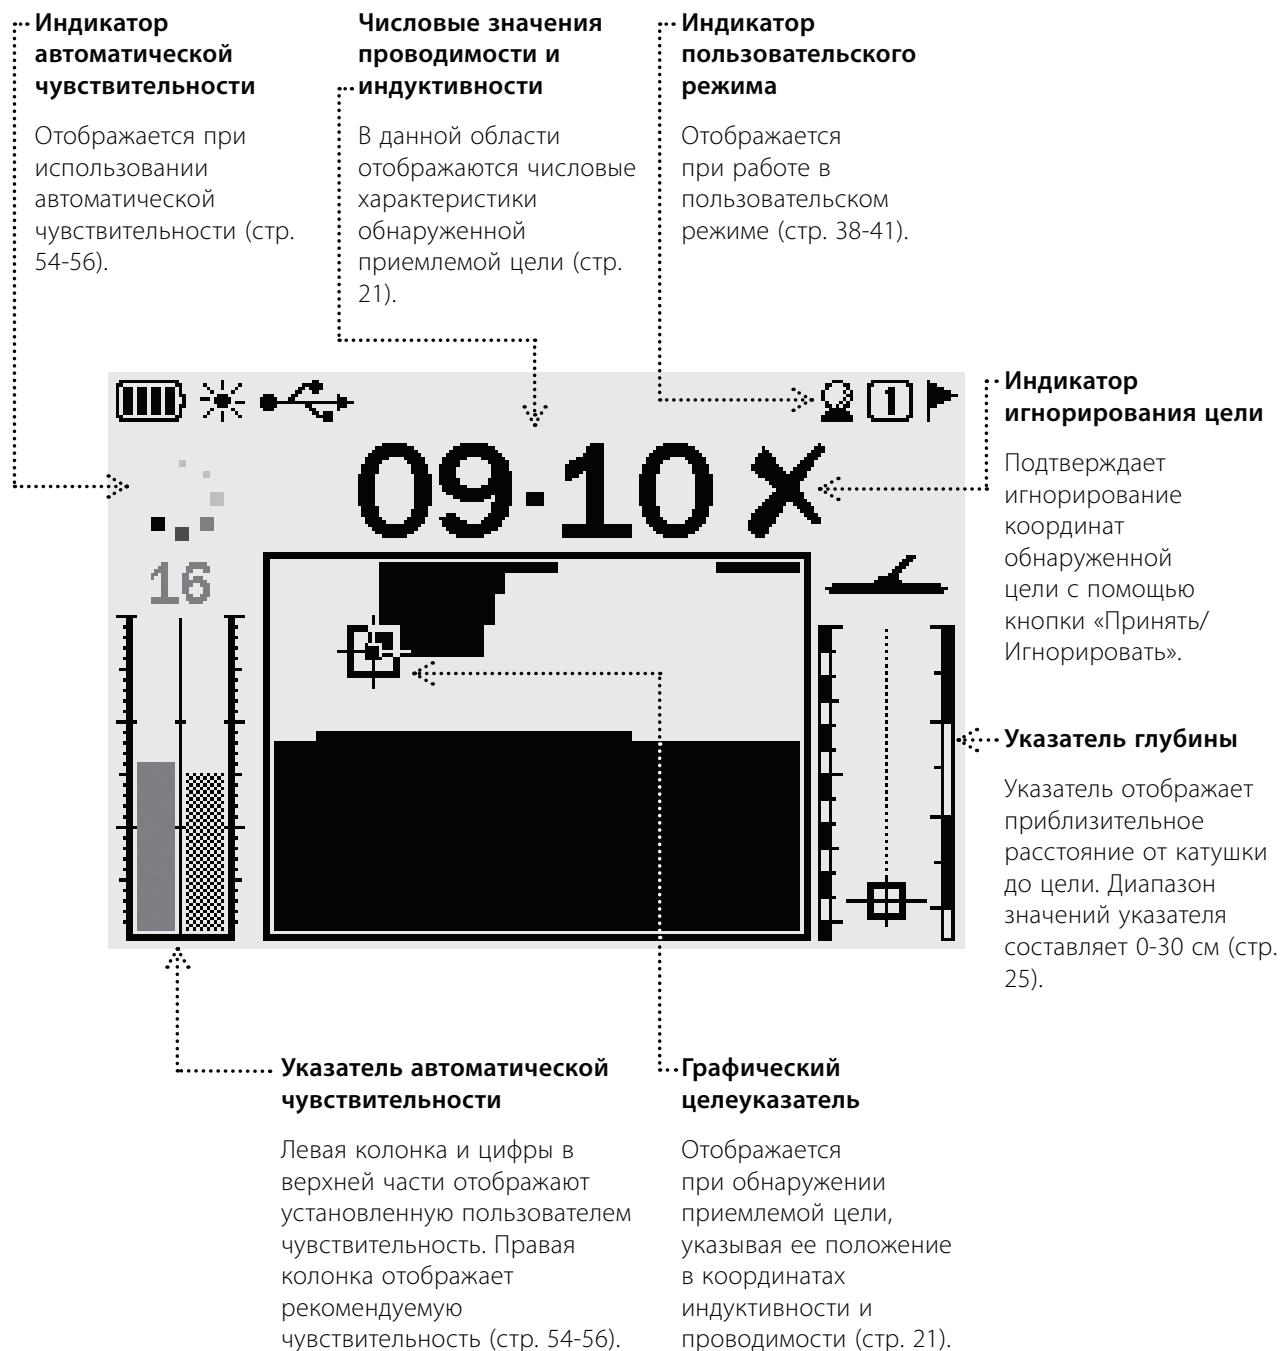 Индикатор
автоматической
чувствительности
Отображается при
использовании
автоматической
чувствительности (стр.
54-56).
Числовые значения
проводимости и
индуктивности
В данной области
отображаются числовые
характеристики
обнаруженной
приемлемой цели (стр.
21).
Индикатор
пользовательского
режима
Отображается
при работе в
пользовательском
режиме (стр. 38-41).
1
09-10
16
Индикатор
игнорирования цели
Подтверждает
игнорирование
координат
обнаруженной
цели с помощью
кнопки «Принять/
Игнорировать».
Указатель глубины
Указатель отображает
приблизительное
расстояние от катушки
до цели. Диапазон
значений указателя
составляет 0-30 см (стр.
25).
Указатель автоматической
чувствительности
Левая колонка и цифры в
верхней части отображают
установленную пользователем
чувствительность. Правая
колонка отображает
рекомендуемую
чувствительность (стр. 54-56).
Графический
целеуказатель
Отображается
при обнаружении
приемлемой цели,
указывая ее положение
в координатах
индуктивности и
проводимости (стр. 21).